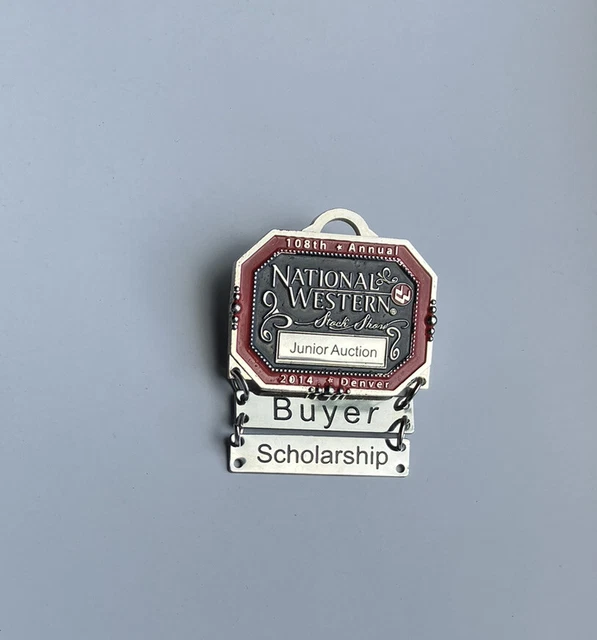 108th ★ Annual
NATIONAL
WESTERN®
Stock Show
Junior Auction
2014 ★ Denver
Buyer
Scholarship